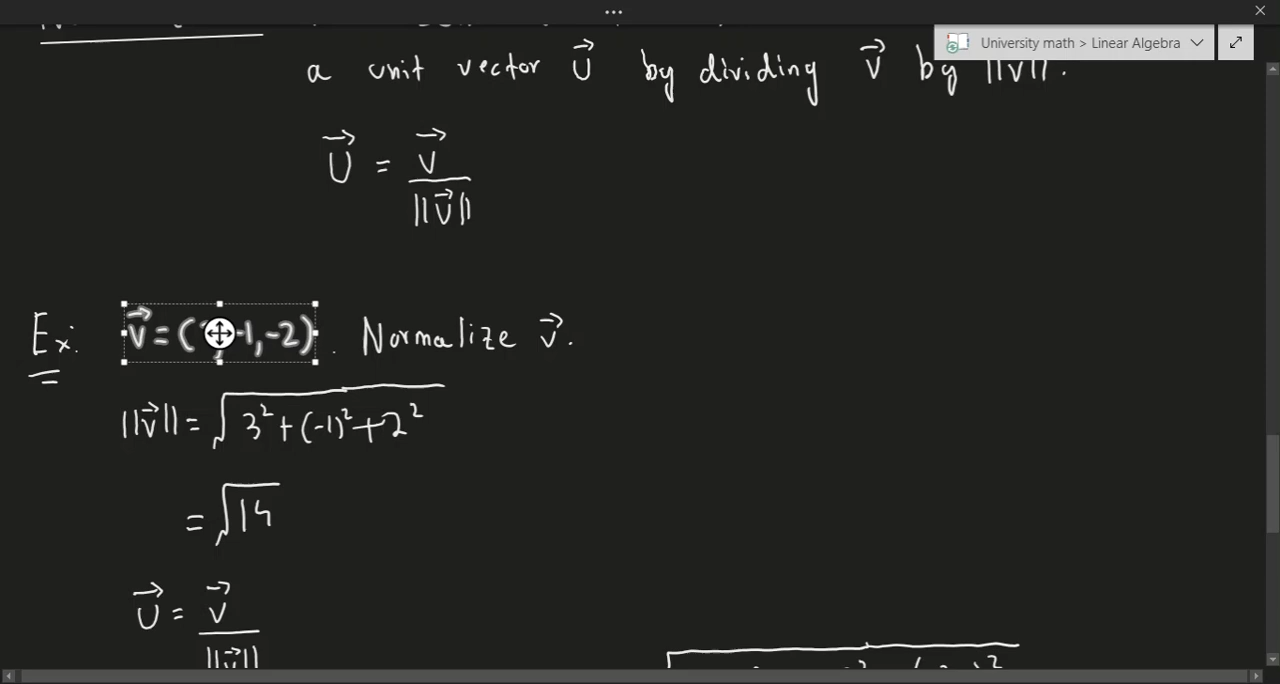 ...
University math > Linear Algebra
a unit vector U⃗ by dividing v⃗ by ||v||.
U⃗ = v⃗ / ||v⃗||
Ex: v⃗ = ( , -1, -2). Normalize v⃗.
||v⃗|| = √(3² + (-1)² + 2²)
= √14
U⃗ = v⃗ / ||v⃗||